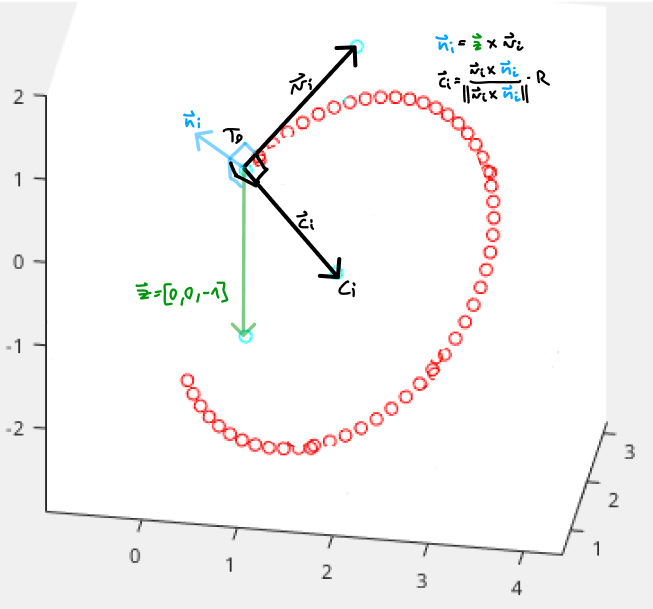 n⃗i = z⃗ × v⃗i
c⃗i = v⃗i × n⃗i / ||v⃗i × n⃗i|| · R
v⃗i
n⃗i
T0
c⃗i
Ci
z⃗=[0,0,-1]
2
1
0
-1
-2
0
1
2
3
4
3
2
1